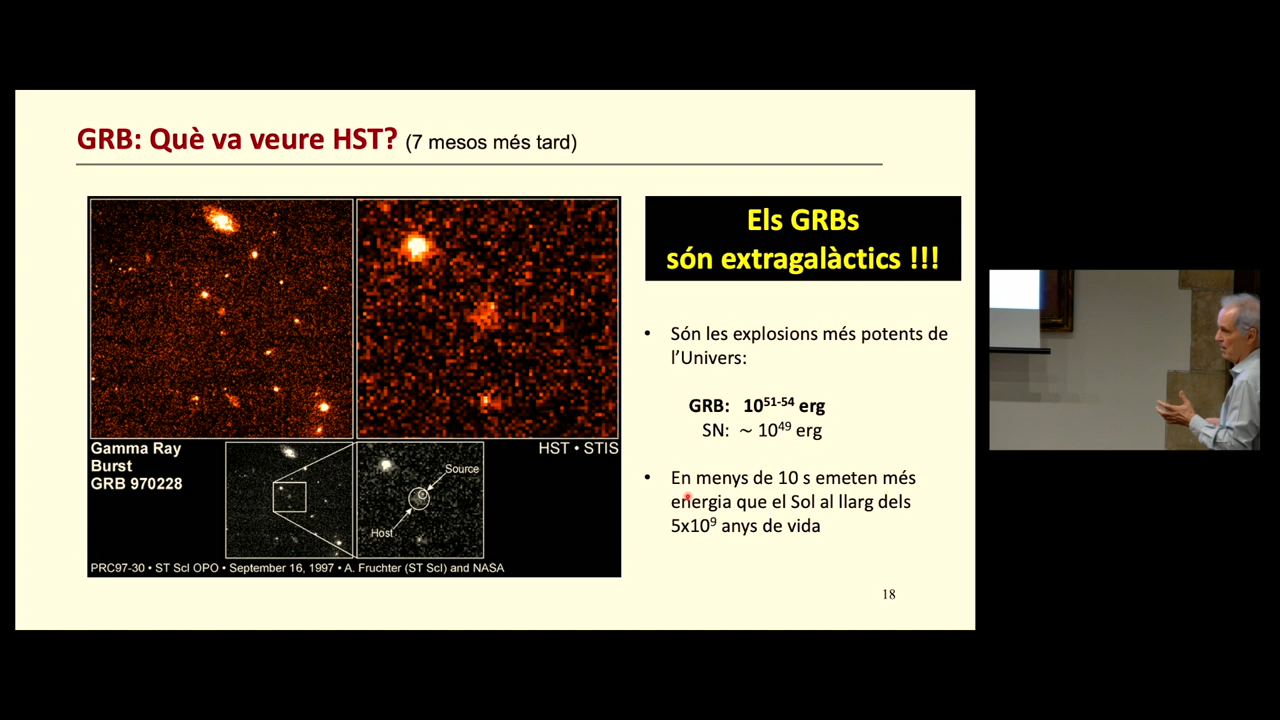 GRB: Què va veure HST? (7 mesos més tard)
Els GRBs
són extragalàctics !!!
• Són les explosions més potents de
l’Univers:
GRB: 10⁵¹⁻⁵⁴ erg
SN: ~ 10⁴⁹ erg
• En menys de 10 s emeten més
energia que el Sol al llarg dels
5x10⁹ anys de vida
Gamma Ray
Burst
GRB 970228
HST • STIS
Source
Host
PRC97-30 • ST ScI OPO • September 16, 1997 • A. Fruchter (ST ScI) and NASA
18